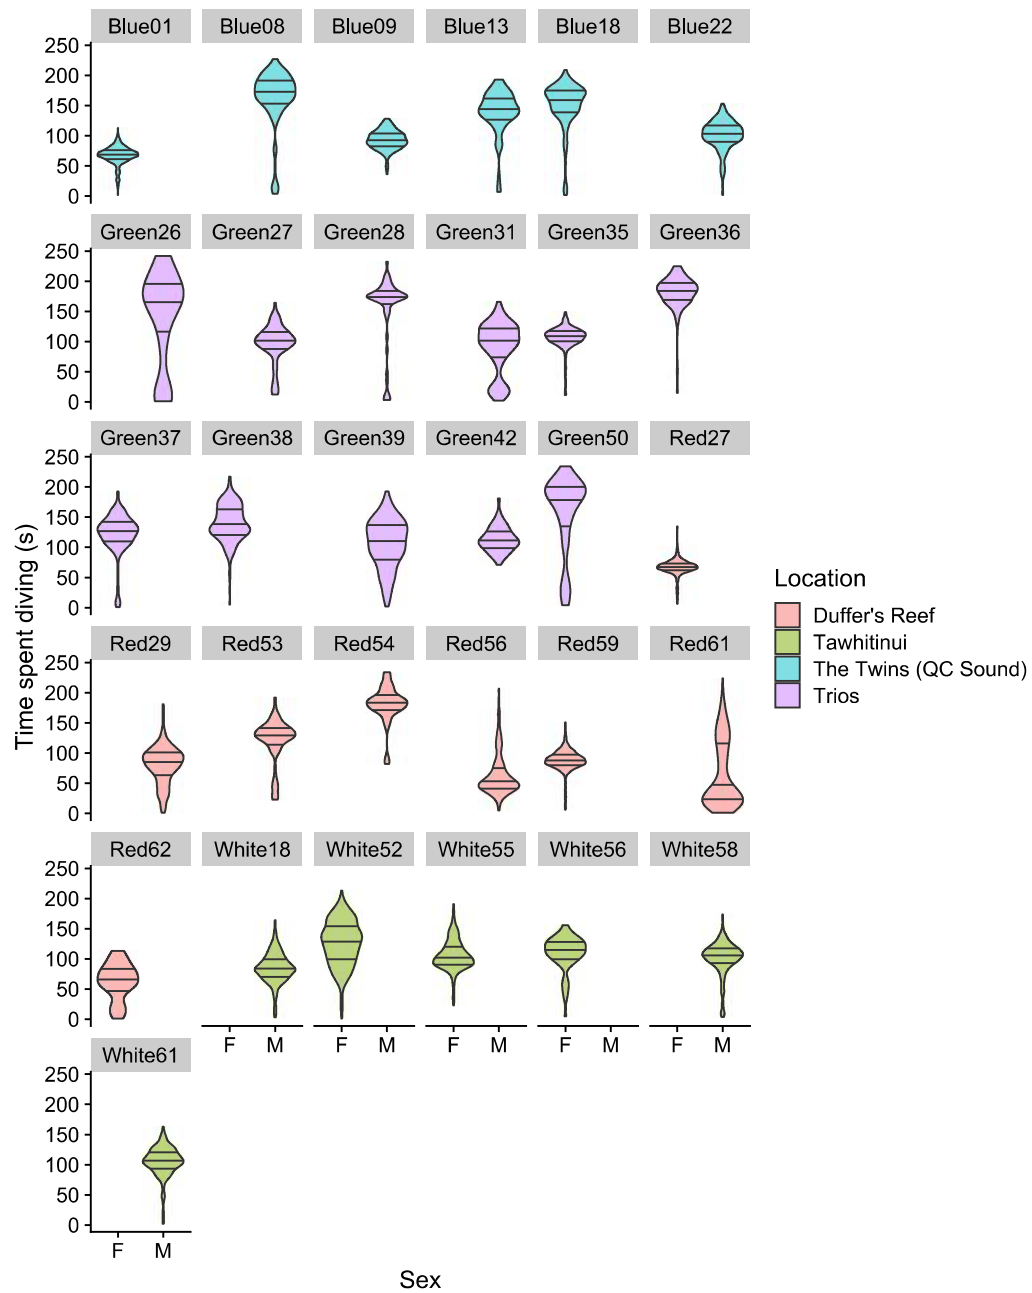 Blue01 Blue08 Blue09 Blue13 Blue18 Blue22
250
200
150
100
50
0
Green26 Green27 Green28 Green31 Green35 Green36
250
200
150
100
50
0
Green37 Green38 Green39 Green42 Green50 Red27
250
200
150
100
50
0
Time spent diving (s)
Location
Duffer's Reef
Tawhitinui
The Twins (QC Sound)
Trios
Red29 Red53 Red54 Red56 Red59 Red61
250
200
150
100
50
0
Red62 White18 White52 White55 White56 White58
250
200
150
100
50
0
F M F M F M F M F M
White61
250
200
150
100
50
0
F M
Sex